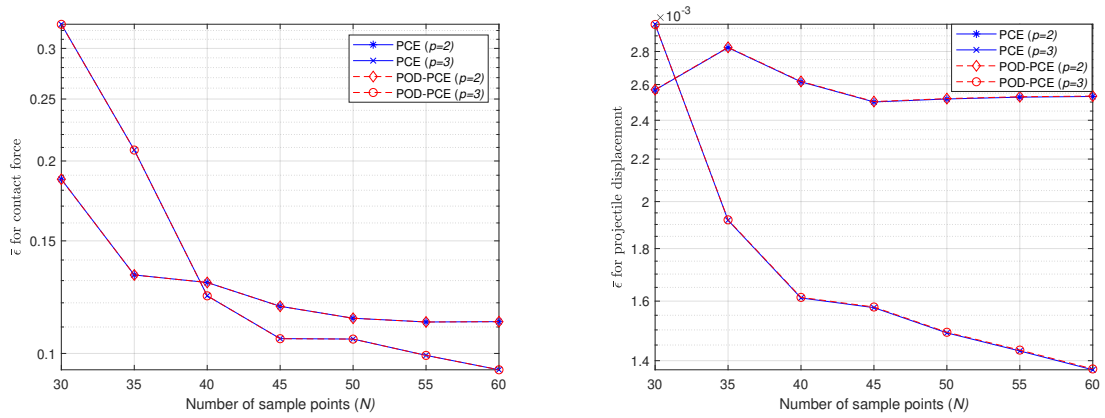 0.3
0.25
0.2
0.15
0.1
30 35 40 45 50 55 60
Number of sample points (N)
ϵ̅ for contact force
PCE (p=2)
PCE (p=3)
POD-PCE (p=2)
POD-PCE (p=3)
×10⁻³
2.8
2.6
2.4
2.2
2
1.8
1.6
1.4
30 35 40 45 50 55 60
Number of sample points (N)
ϵ̅ for projectile displacement
PCE (p=2)
PCE (p=3)
POD-PCE (p=2)
POD-PCE (p=3)